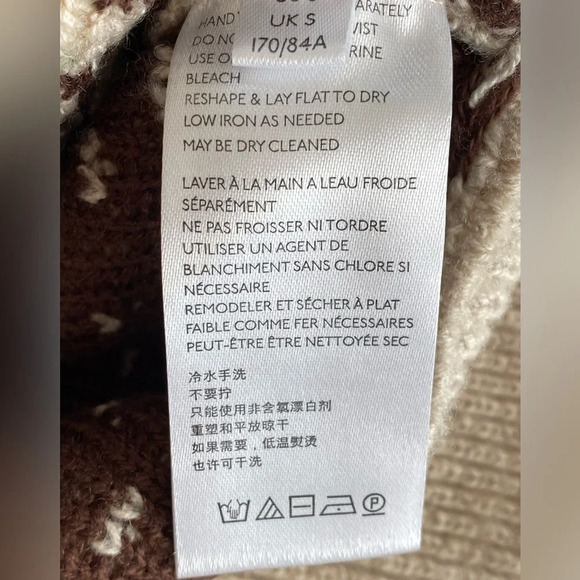 UK S
170/84A
HAND
ARATELY
DO NO
USE O
BLEACH
RESHAPE & LAY FLAT TO DRY
LOW IRON AS NEEDED
MAY BE DRY CLEANED
LAVER À LA MAIN A LEAU FROIDE
SÉPARÉMENT
NE PAS FROISSER NI TORDRE
UTILISER UN AGENT DE
BLANCHIMENT SANS CHLORE SI
NÉCESSAIRE
REMODELER ET SÉCHER À PLAT
FAIBLE COMME FER NÉCESSAIRES
PEUT-ÊTRE ÊTRE NETTOYÉE SEC
冷水手洗
不要拧
只能使用非含氧漂白剂
重塑和平放晾干
如果需要，低温熨烫
也许可干洗
P